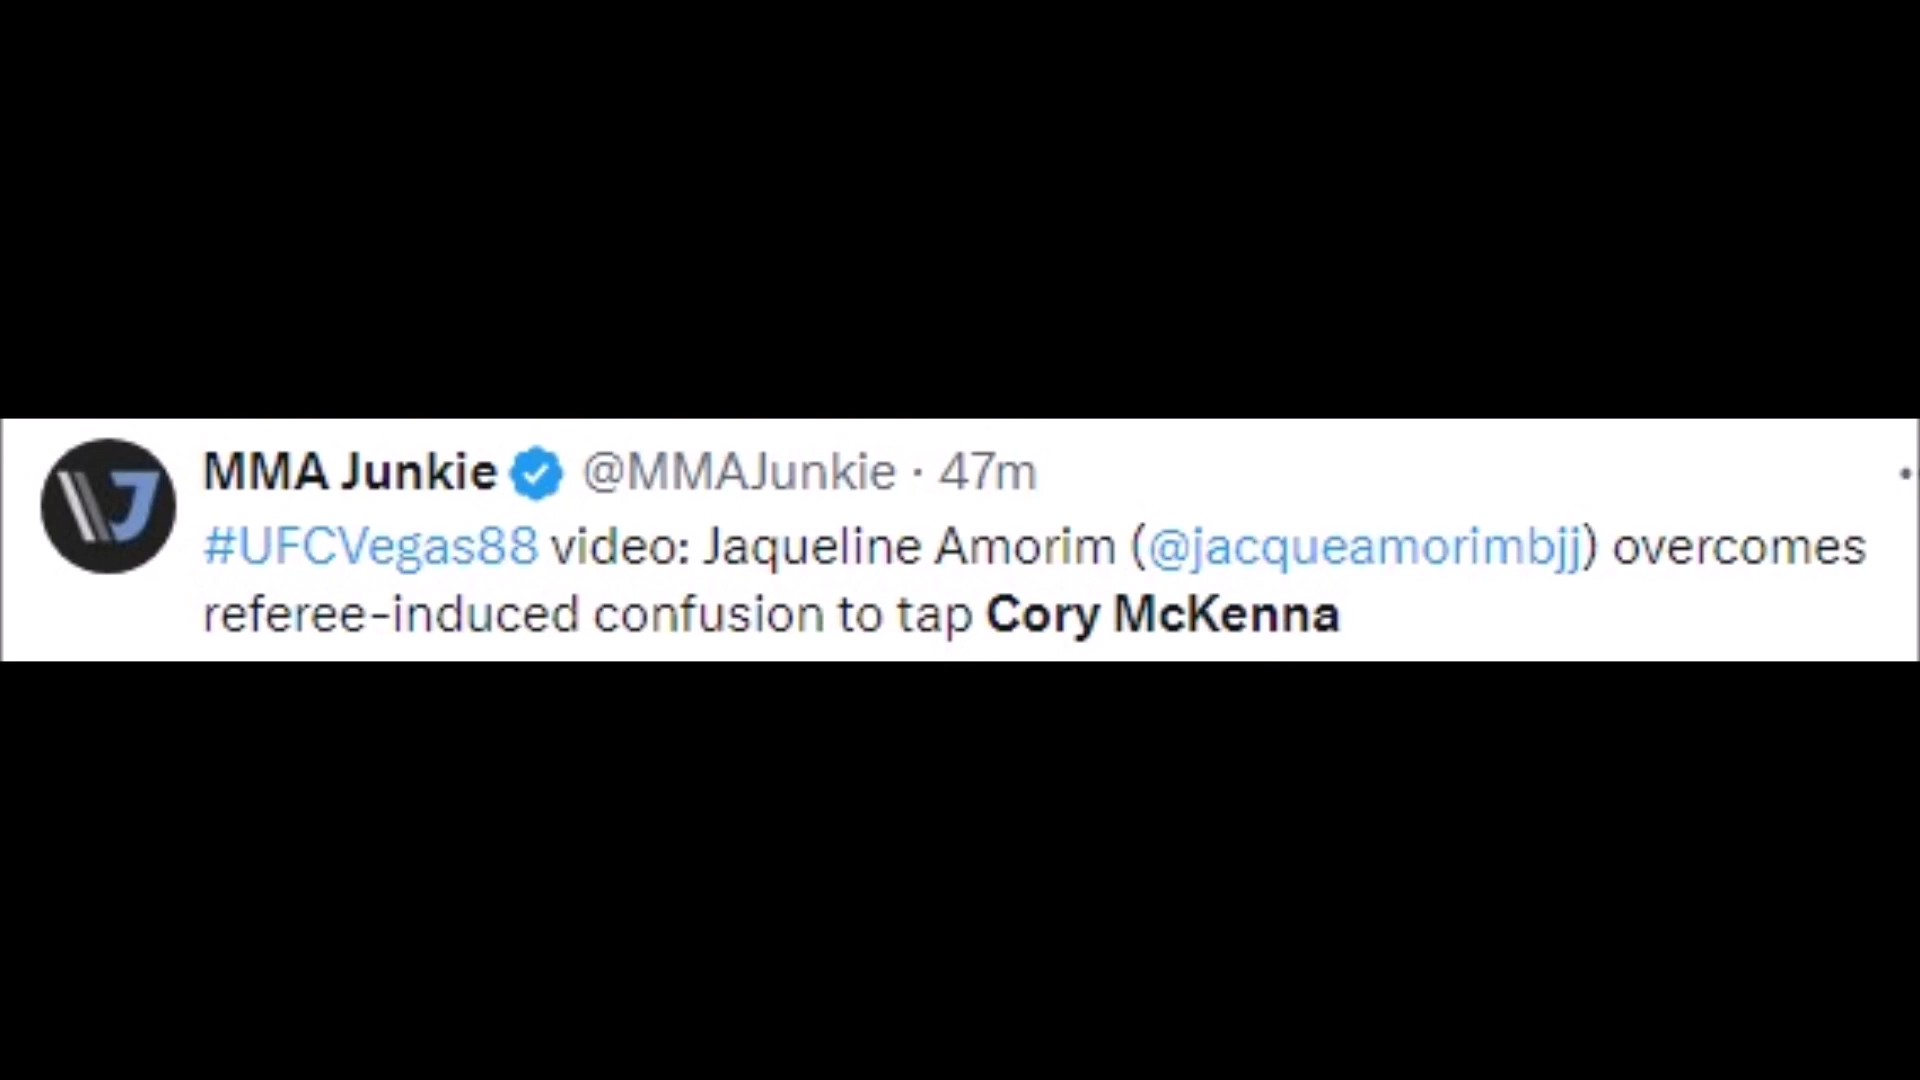 MMA Junkie @MMAJunkie · 47m
#UFCVegas88 video: Jaqueline Amorim (@jacqueamorimbjj) overcomes
referee-induced confusion to tap Cory McKenna